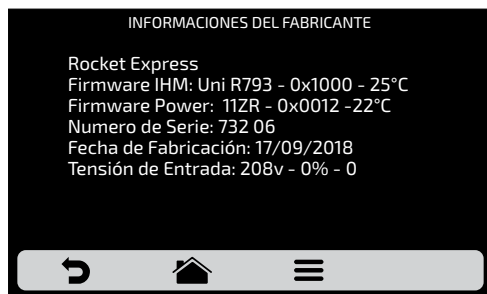 INFORMACIONES DEL FABRICANTE
Rocket Express
Firmware IHM: Uni R793 - 0x1000 - 25°C
Firmware Power: 11ZR - 0x0012 -22°C
Numero de Serie: 732 06
Fecha de Fabricación: 17/09/2018
Tensión de Entrada: 208v - 0% - 0